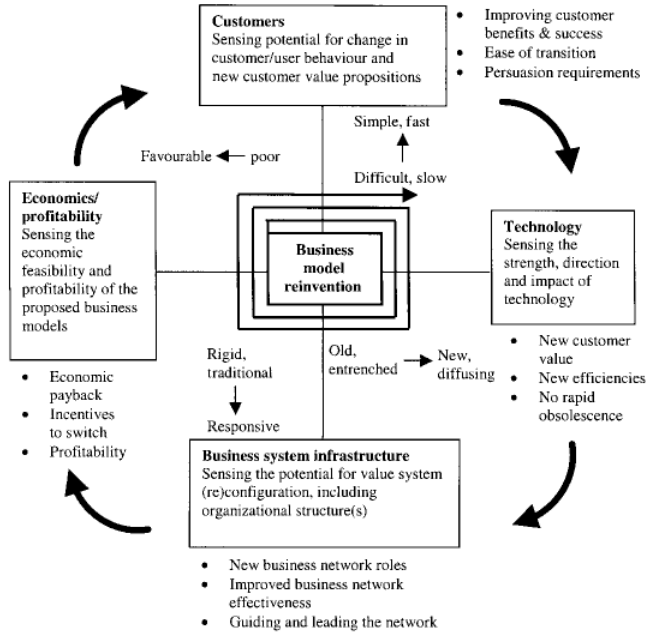 Customers
Sensing potential for change in
customer/user behaviour and
new customer value propositions
• Improving customer
benefits & success
• Ease of transition
• Persuasion requirements
Simple, fast
Favourable
poor
Difficult, slow
Economics/
profitability
Sensing the
economic
feasibility and
profitability of the
proposed business
models
Business
model
reinvention
Technology
Sensing the
strength, direction
and impact of
technology
• New customer
value
• New efficiencies
• No rapid
obsolescence
Rigid,
traditional
Responsive
Old,
entrenched
New,
diffusing
• Economic
payback
• Incentives
to switch
• Profitability
Business system infrastructure
Sensing the potential for value system
(re)configuration, including
organizational structure(s)
• New business network roles
• Improved business network
effectiveness
• Guiding and leading the network